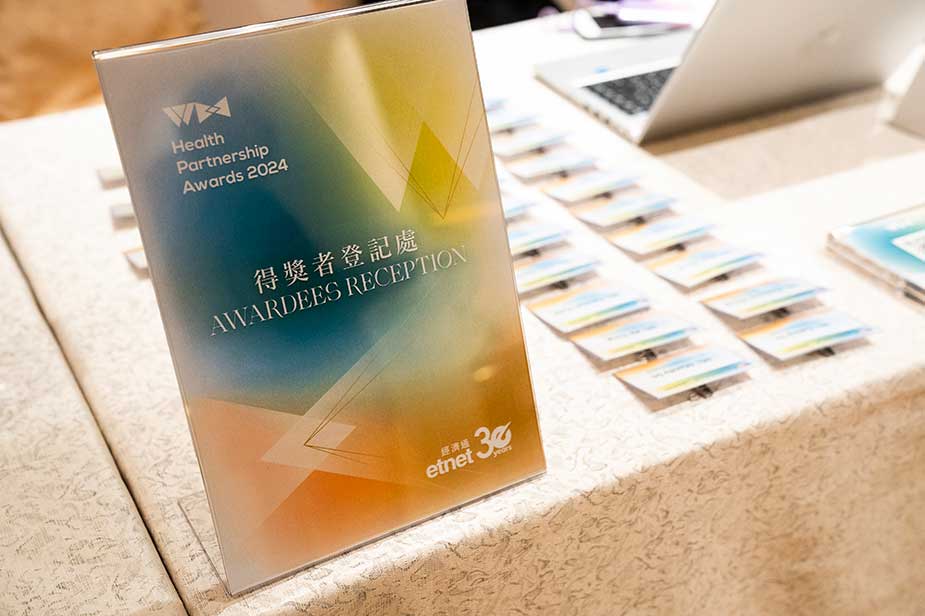 Health
Partnership
Awards 2024
得獎者登記處
AWARDEES RECEPTION
經濟通
etnet 30
years